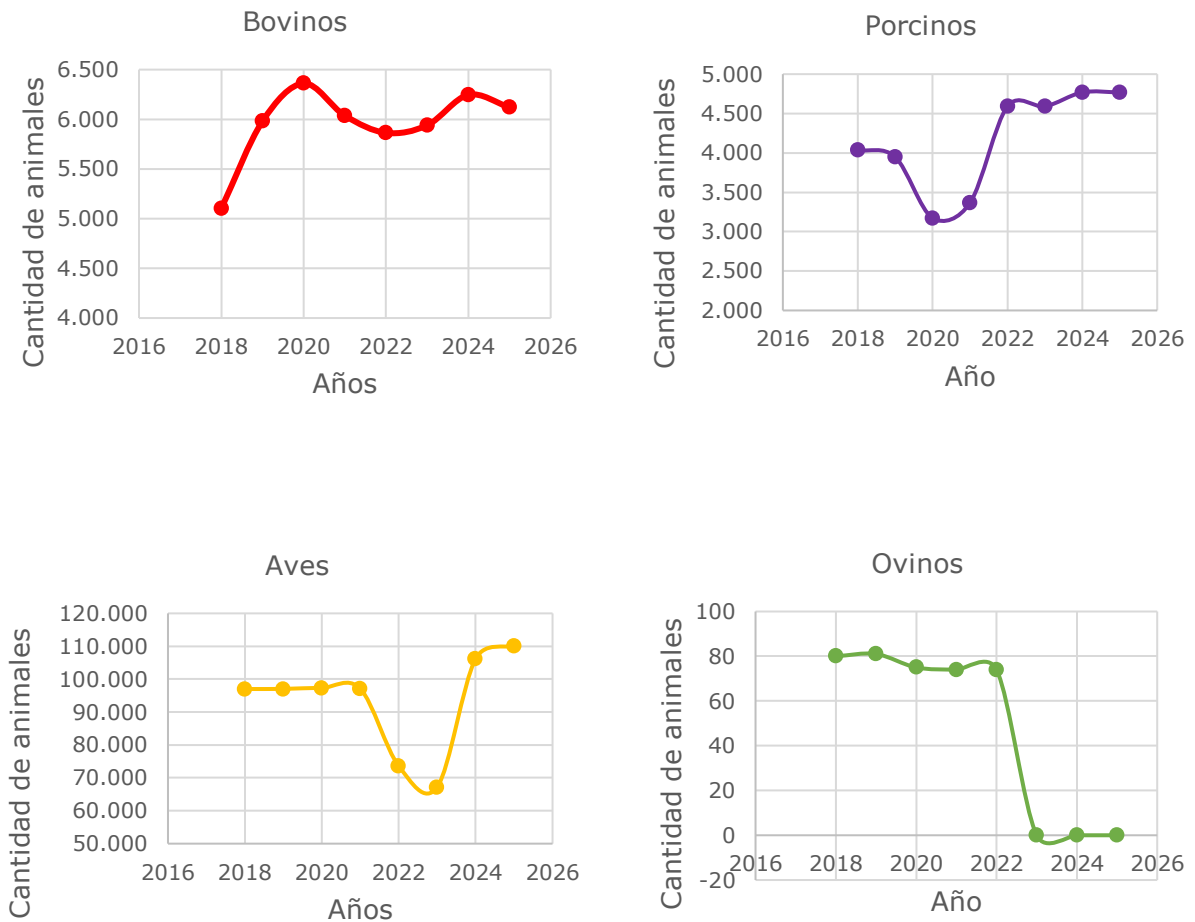 Bovinos
Cantidad de animales
6.500
6.000
5.500
5.000
4.500
4.000
2016 2018 2020 2022 2024 2026
Años
Porcinos
Cantidad de animales
5.000
4.500
4.000
3.500
3.000
2.500
2.000
2016 2018 2020 2022 2024 2026
Año
Aves
Cantidad de animales
120.000
110.000
100.000
90.000
80.000
70.000
60.000
50.000
2016 2018 2020 2022 2024 2026
Años
Ovinos
Cantidad de animales
100
80
60
40
20
0
-20
2016 2018 2020 2022 2024 2026
Año